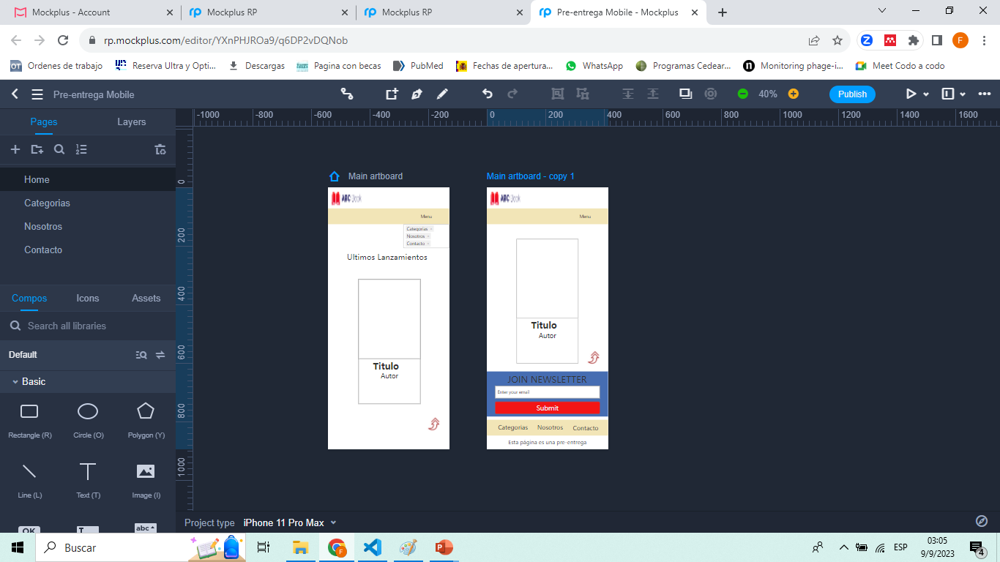 Mockplus - Account
Mockplus RP
Mockplus RP
Pre-entrega Mobile - Mockplus
rp.mockplus.com/editor/YXnPHJROa9/q6DP2vDQNob
F
OT Ordenes de trabajo
Reserva Ultra y Opti...
Descargas
Pagina con becas
PubMed
Fechas de apertura...
WhatsApp
Programas Cedear...
n Monitoring phage-i...
Meet Codo a codo
Pre-entrega Mobile
40%
Publish
Pages
Layers
-1000 -800 -600 -400 -200 0 200 400 600 800 1000 1200 1400 1600
Home
Categorias
Nosotros
Contacto
0
200
400
600
800
1000
Main artboard
ABC Book
Menu
Categorias
Nosotros
Contacto
Ultimos Lanzamientos
Titulo
Autor
Main artboard - copy 1
ABC Book
Menu
Titulo
Autor
JOIN NEWSLETTER
Enter your email
Submit
Categorias Nosotros Contacto
Esta página es una pre-entrega
Compos
Icons
Assets
Search all libraries
Default
Basic
Rectangle (R)
Circle (O)
Polygon (Y)
Line (L)
Text (T)
Image (I)
OK
abc
Project type iPhone 11 Pro Max
Buscar
F
ESP
03:05
9/9/2023
4